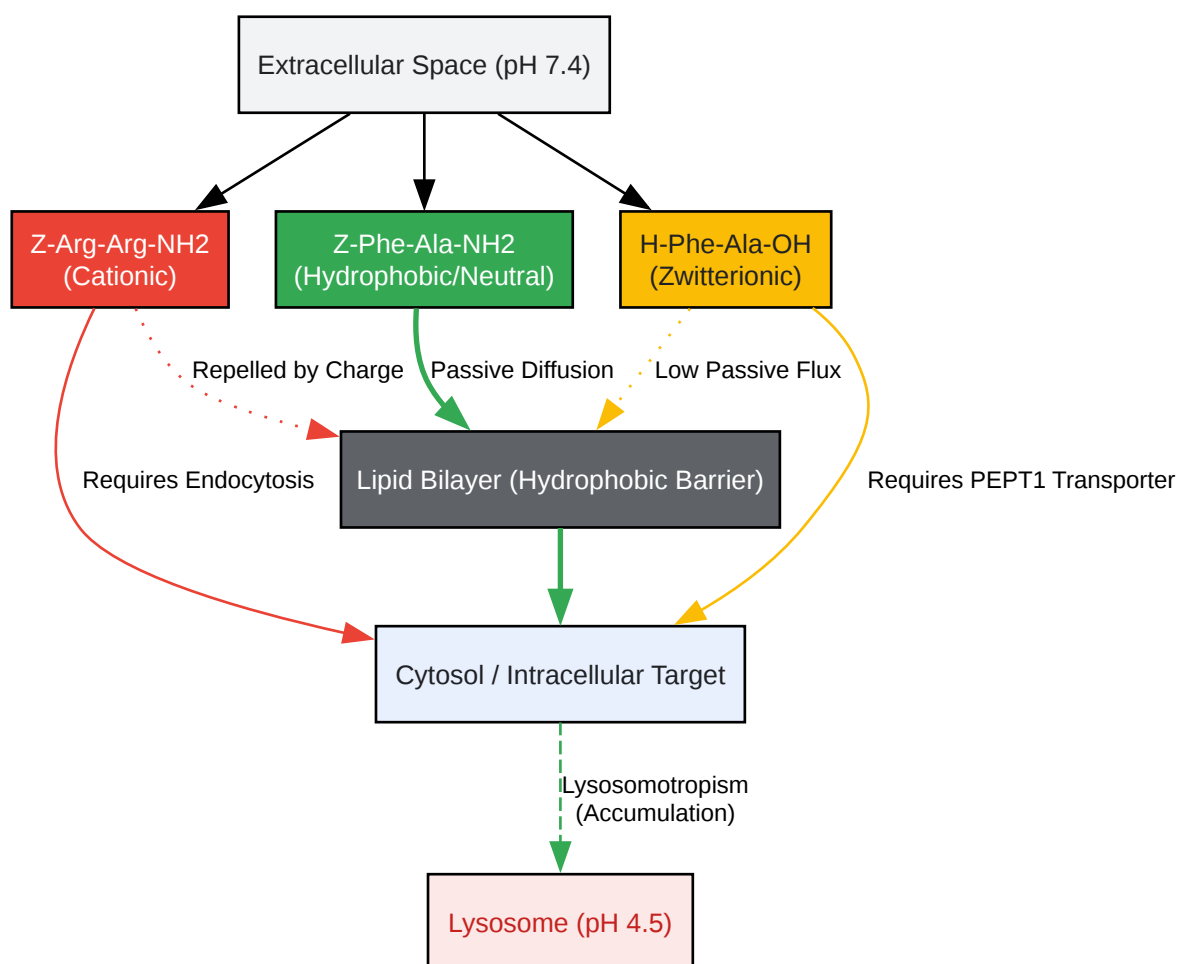 Extracellular Space (pH 7.4)
Z-Arg-Arg-NH2
(Cationic)
Z-Phe-Ala-NH2
(Hydrophobic/Neutral)
H-Phe-Ala-OH
(Zwitterionic)
Repelled by Charge
Passive Diffusion
Low Passive Flux
Requires Endocytosis
Lipid Bilayer (Hydrophobic Barrier)
Requires PEPT1 Transporter
Cytosol / Intracellular Target
Lysosomotropism
(Accumulation)
Lysosome (pH 4.5)